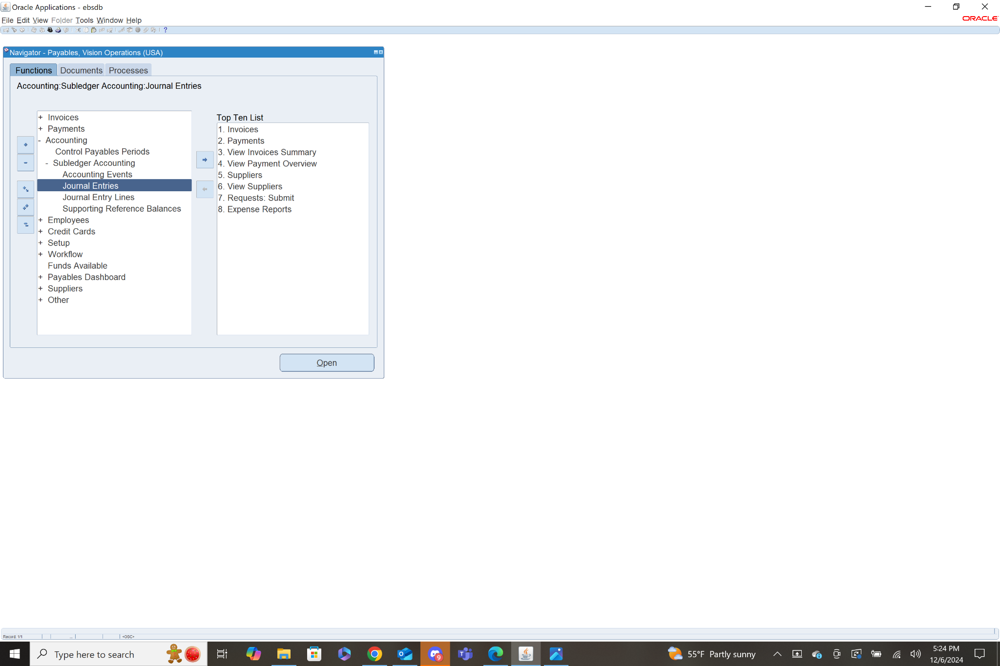 Oracle Applications - ebsdb
File Edit View Folder Tools Window Help
ORACLE
?
Navigator - Payables, Vision Operations (USA)
Functions Documents Processes
Accounting:Subledger Accounting:Journal Entries
+ Invoices
+ Payments
- Accounting
Control Payables Periods
- Subledger Accounting
Accounting Events
Journal Entries
Journal Entry Lines
Supporting Reference Balances
+ Employees
+ Credit Cards
+ Setup
+ Workflow
Funds Available
+ Payables Dashboard
+ Suppliers
+ Other
Top Ten List
1. Invoices
2. Payments
3. View Invoices Summary
4. View Payment Overview
5. Suppliers
6. View Suppliers
7. Requests: Submit
8. Expense Reports
Open
Record: 1/1 ... <OSC>
Type here to search
9
55°F Partly sunny
5:24 PM
12/6/2024